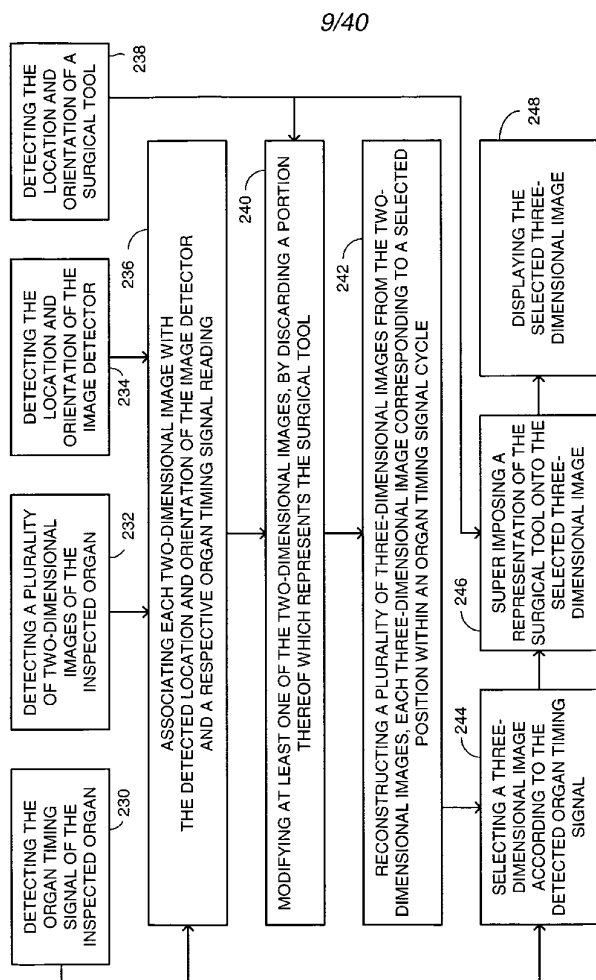 9/40
DETECTING THE
ORGAN TIMING
SIGNAL OF THE
INSPECTED ORGAN
230
DETECTING A PLURALITY
OF TWO-DIMENSIONAL
IMAGES OF THE
INSPECTED ORGAN
232
DETECTING THE
LOCATION AND
ORIENTATION OF THE
IMAGE DETECTOR
234
DETECTING THE
LOCATION AND
ORIENTATION OF A
SURGICAL TOOL
238
236
ASSOCIATING EACH TWO-DIMENSIONAL IMAGE WITH
THE DETECTED LOCATION AND ORIENTATION OF THE IMAGE DETECTOR
AND A RESPECTIVE ORGAN TIMING SIGNAL READING
240
MODIFYING AT LEAST ONE OF THE TWO-DIMENSIONAL IMAGES, BY DISCARDING A PORTION
THEREOF WHICH REPRESENTS THE SURGICAL TOOL
242
RECONSTRUCTING A PLURALITY OF THREE-DIMENSIONAL IMAGES FROM THE TWO-
DIMENSIONAL IMAGES, EACH THREE-DIMENSIONAL IMAGE CORRESPONDING TO A SELECTED
POSITION WITHIN AN ORGAN TIMING SIGNAL CYCLE
244
SELECTING A THREE-
DIMENSIONAL IMAGE
ACCORDING TO THE
DETECTED ORGAN TIMING
SIGNAL
246
SUPER IMPOSING A
REPRESENTATION OF THE
SURGICAL TOOL ONTO THE
SELECTED THREE-
DIMENSIONAL IMAGE
248
DISPLAYING THE
SELECTED THREE-
DIMENSIONAL IMAGE